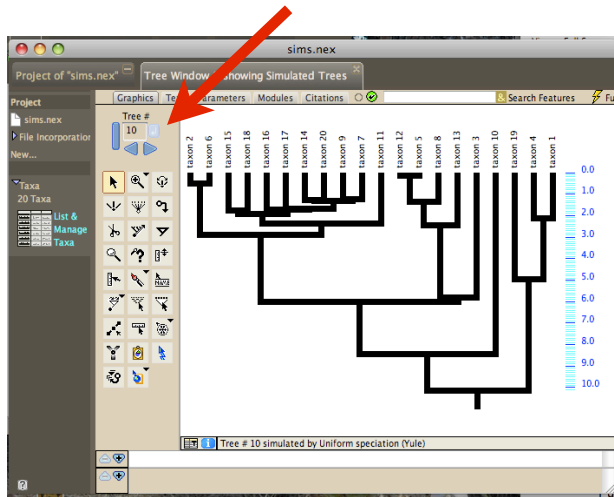 sims.nex
Project of "sims.nex"
Tree Window Showing Simulated Trees
Project
sims.nex
File Incorporation
New...
Taxa
20 Taxa
List &
Manage
Taxa
Graphics
Parameters
Modules
Citations
Search Features
Tree #
10
taxon 2
taxon 6
taxon 15
taxon 18
taxon 16
taxon 17
taxon 14
taxon 20
taxon 9
taxon 7
taxon 11
taxon 12
taxon 5
taxon 8
taxon 13
taxon 3
taxon 10
taxon 19
taxon 4
taxon 1
0.0
1.0
2.0
3.0
4.0
5.0
6.0
7.0
8.0
9.0
10.0
Tree # 10 simulated by Uniform speciation (Yule)